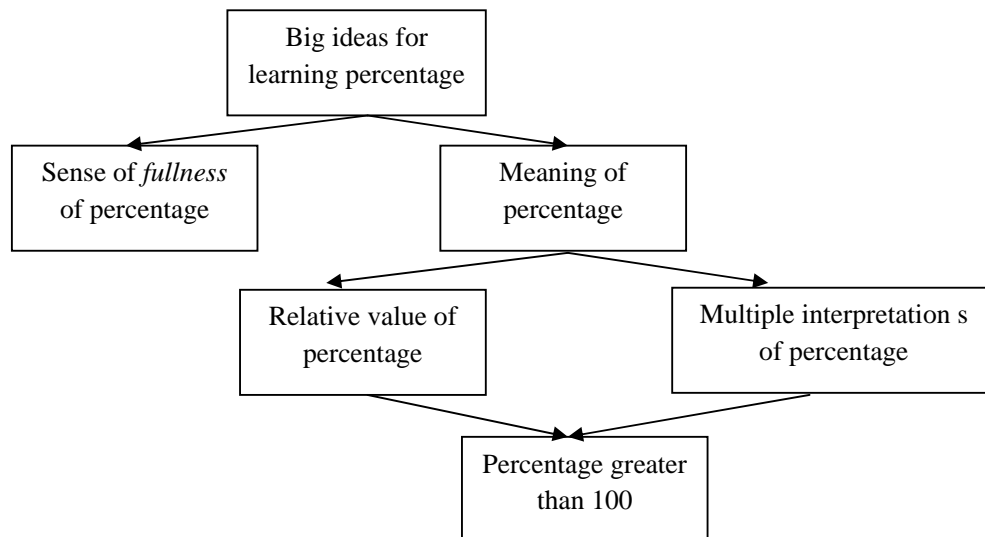 Big ideas for
learning percentage
Sense of fullness
of percentage
Meaning of
percentage
Relative value of
percentage
Multiple interpretation s
of percentage
Percentage greater
than 100